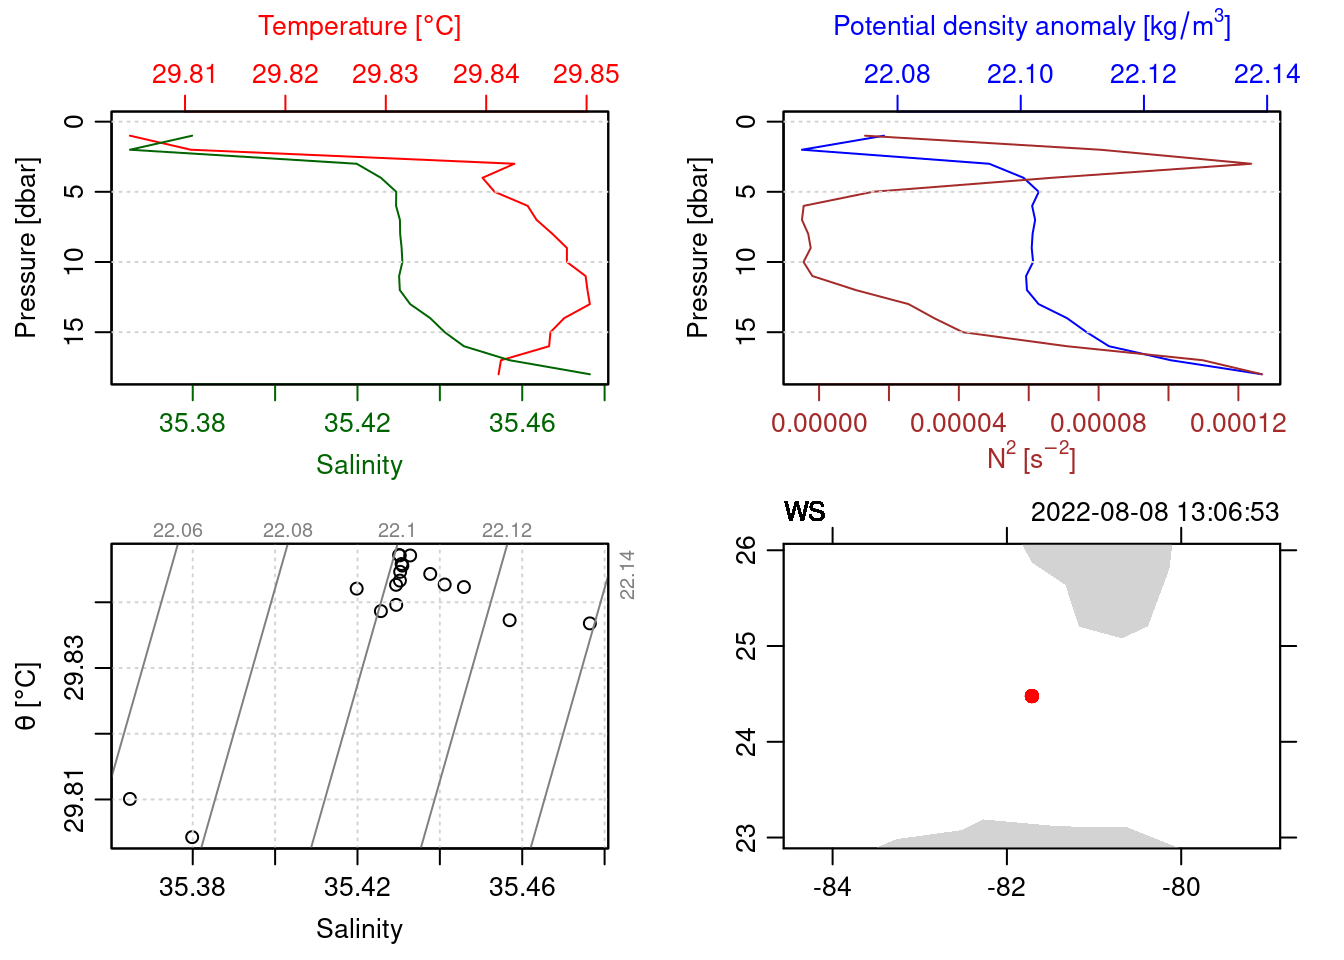 Temperature [°C]
29.81 29.82 29.83 29.84 29.85
Pressure [dbar]
0
5
10
15
35.38 35.42 35.46
Salinity
Potential density anomaly [kg/m³]
22.08 22.10 22.12 22.14
Pressure [dbar]
0
5
10
15
0.00000 0.00004 0.00008 0.00012
N² [s⁻²]
22.06 22.08 22.1 22.12
22.14
θ [°C]
29.83
29.81
35.38 35.42 35.46
Salinity
WS 2022-08-08 13:06:53
26
25
24
23
-84 -82 -80